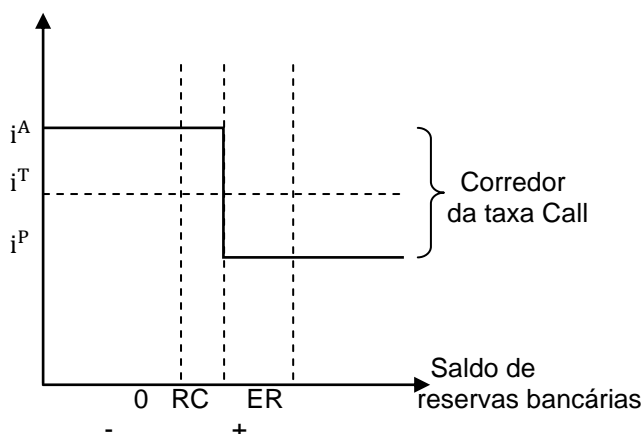 i^A
i^T
i^P
Corredor
da taxa Call
Saldo de
reservas bancárias
0 RC ER
- +